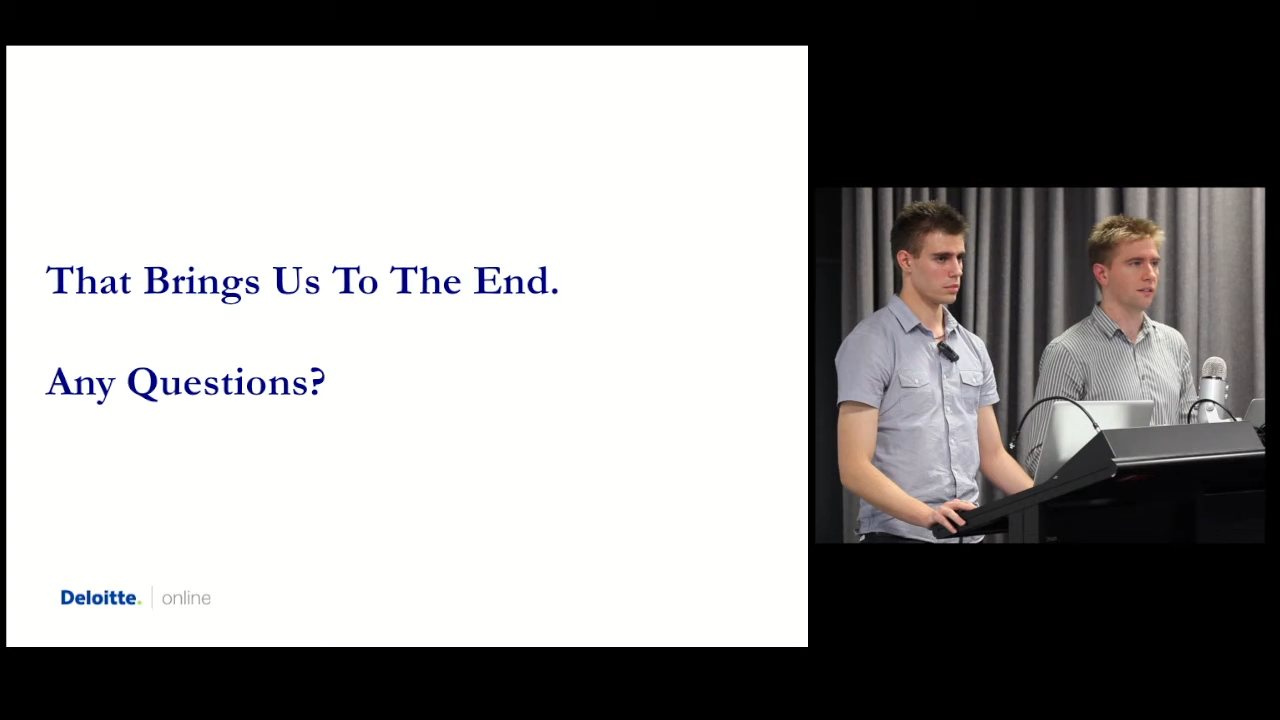 That Brings Us To The End.
Any Questions?
Deloitte. | online